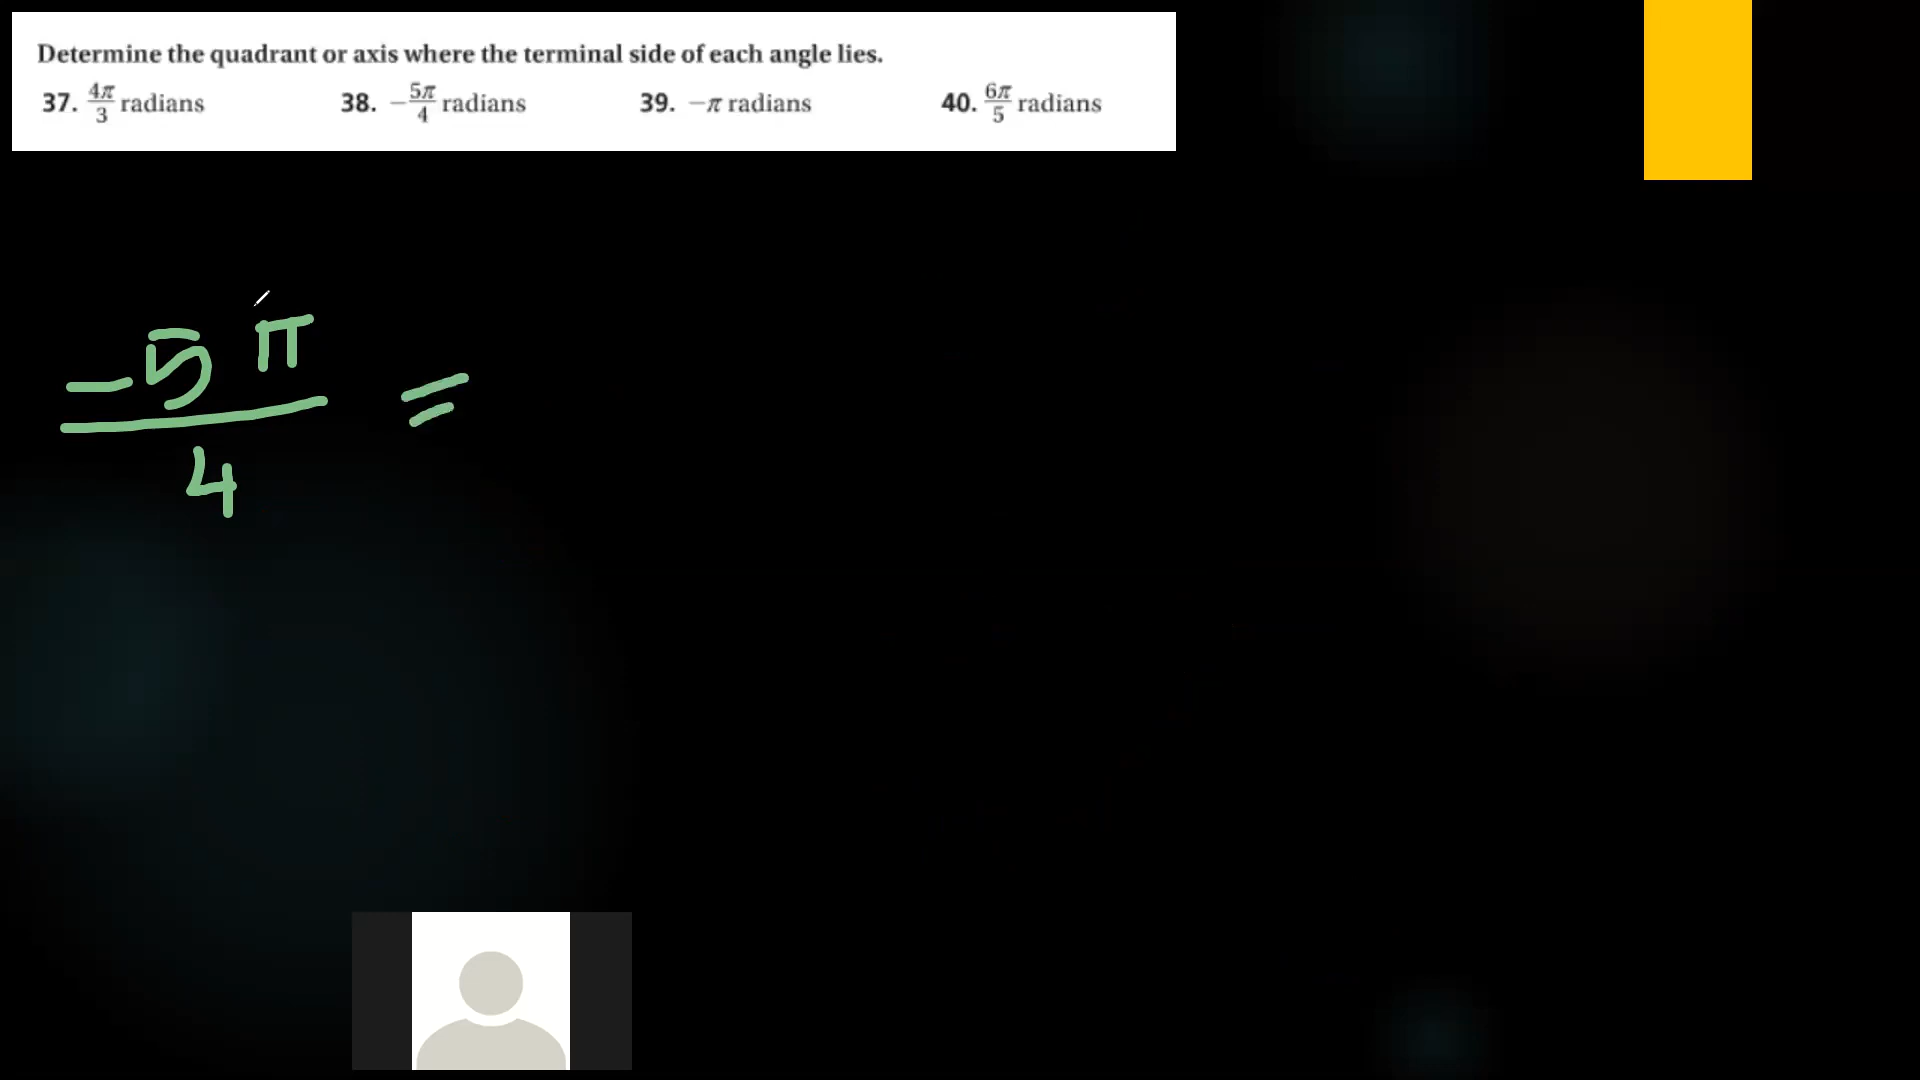 Determine the quadrant or axis where the terminal side of each angle lies.
37. 4π/3 radians 38. −5π/4 radians 39. −π radians 40. 6π/5 radians
−5π/4 =